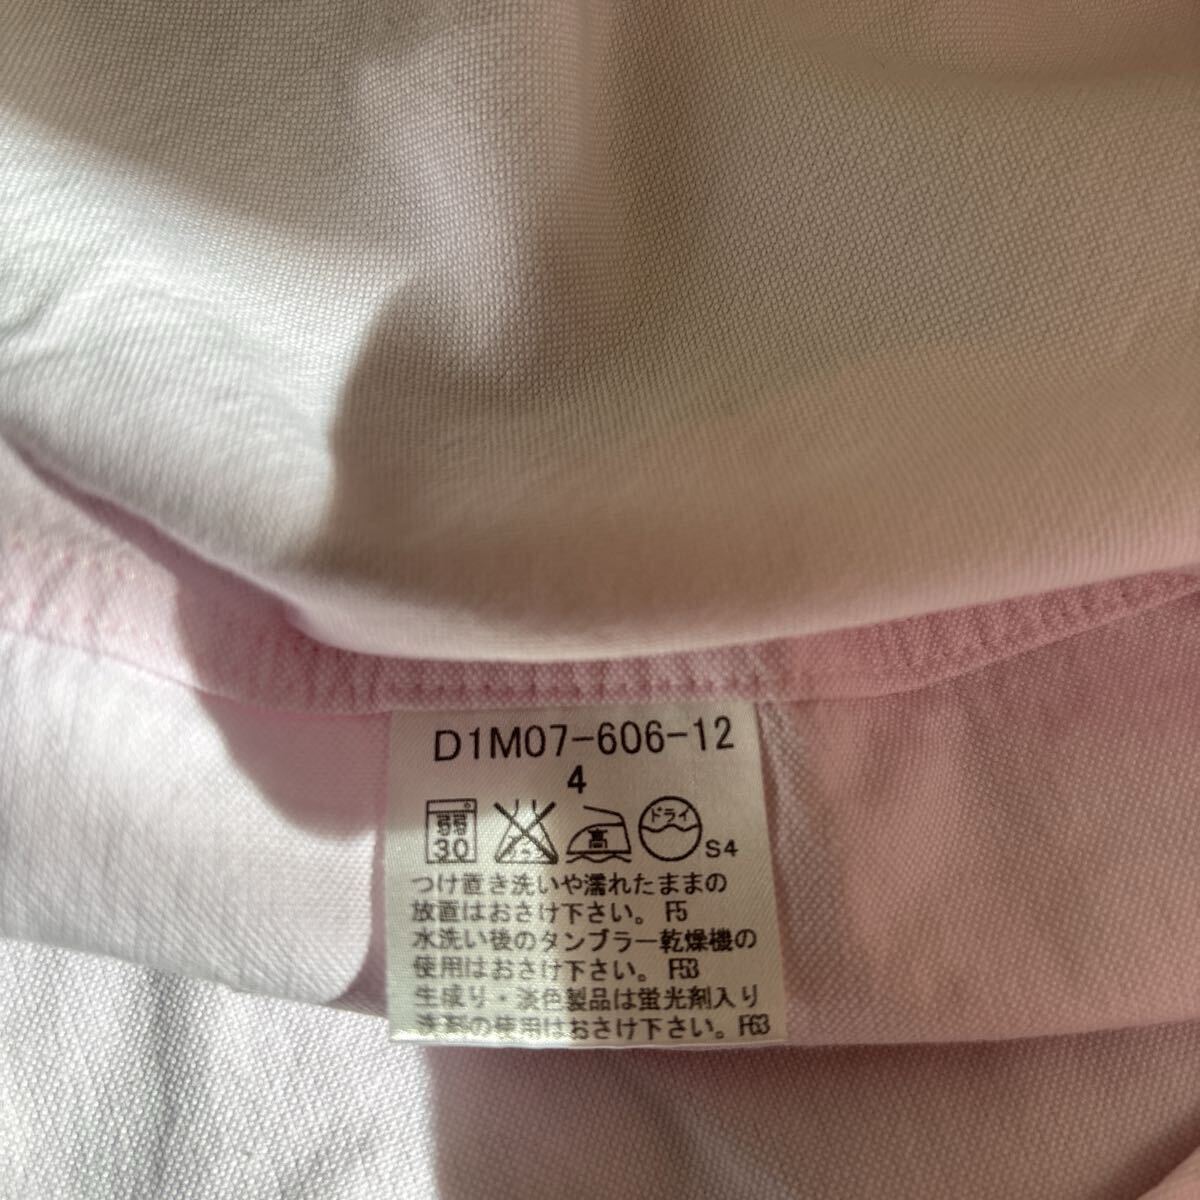 D1M07-606-12
4
弱 30 高 ドライ S4
つけ置き洗いや濡れたままの
放置はおさけ下さい。 F5
水洗い後のタンブラー乾燥機の
使用はおさけ下さい。 F53
生成り・淡色製品は蛍光剤入り
洗剤の使用はおさけ下さい。F63